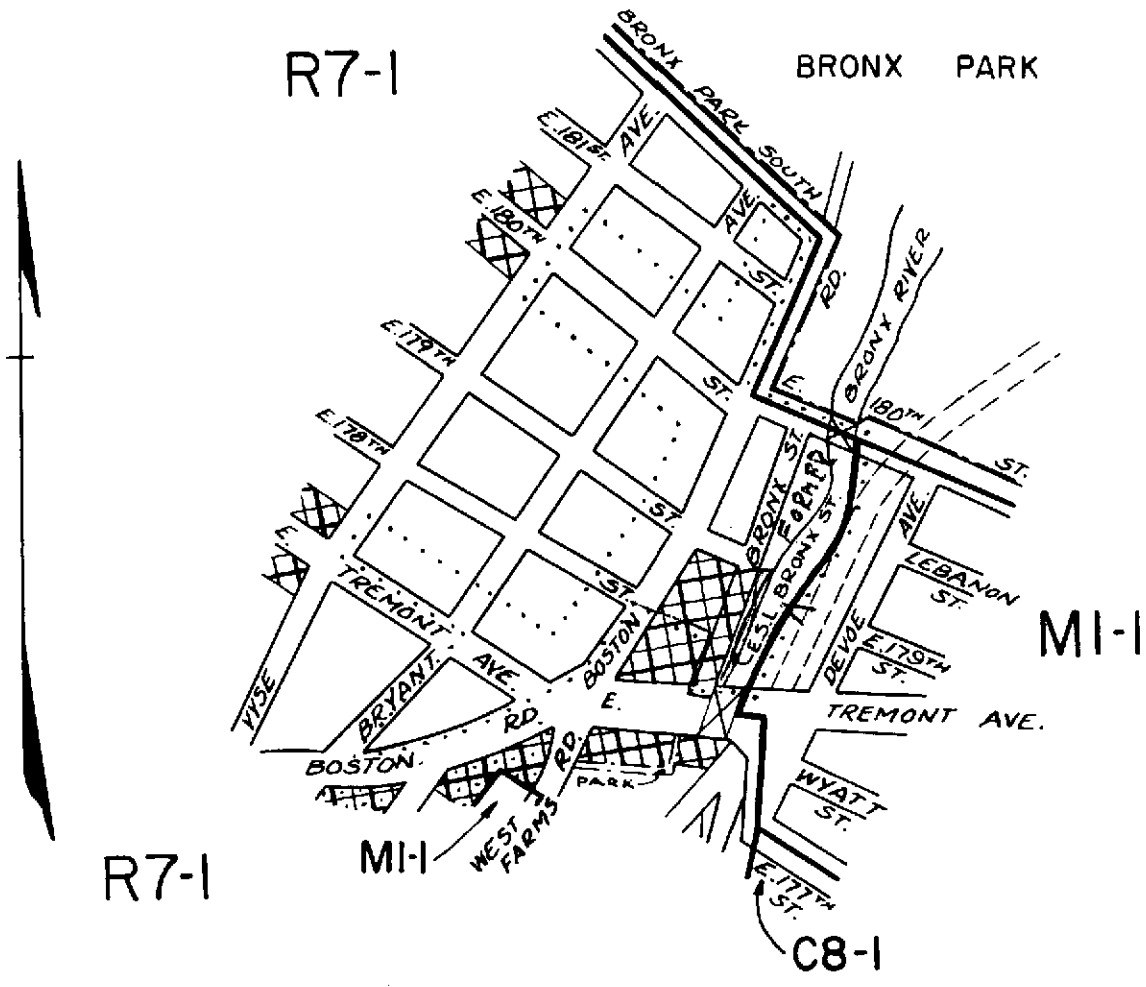 R7-1
BRONX PARK
BRONX PARK SOUTH
E. 181 ST.
AVE.
AVE.
E. 180TH
ST.
RD.
BRONX RIVER
E. 179TH
ST.
E. 180TH ST.
E. 178TH
ST.
BRONX ST.
FORMER
E.S.L. BRONX ST.
AVE.
LEBANON ST.
M1-1
E.
TREMONT
ST.
BOSTON
DEVOE
E. 179TH ST.
VYSE
BRYANT
AVE.
RD.
E.
TREMONT AVE.
BOSTON
RD.
PARK
WYATT ST.
M1-1
WEST FARMS
R7-1
E. 177TH ST.
C8-1